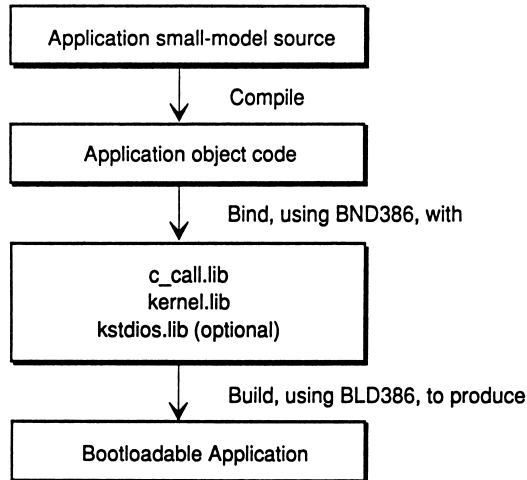 Application small-model source
Compile
Application object code
Bind, using BND386, with
c_call.lib
kernel.lib
kstdios.lib (optional)
Build, using BLD386, to produce
Bootloadable Application